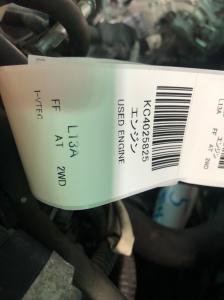 KC4025825
エンジン
USED ENGINE
L13A
FF AT 2WD
I-VTEC
L13A
FF AT 2WD